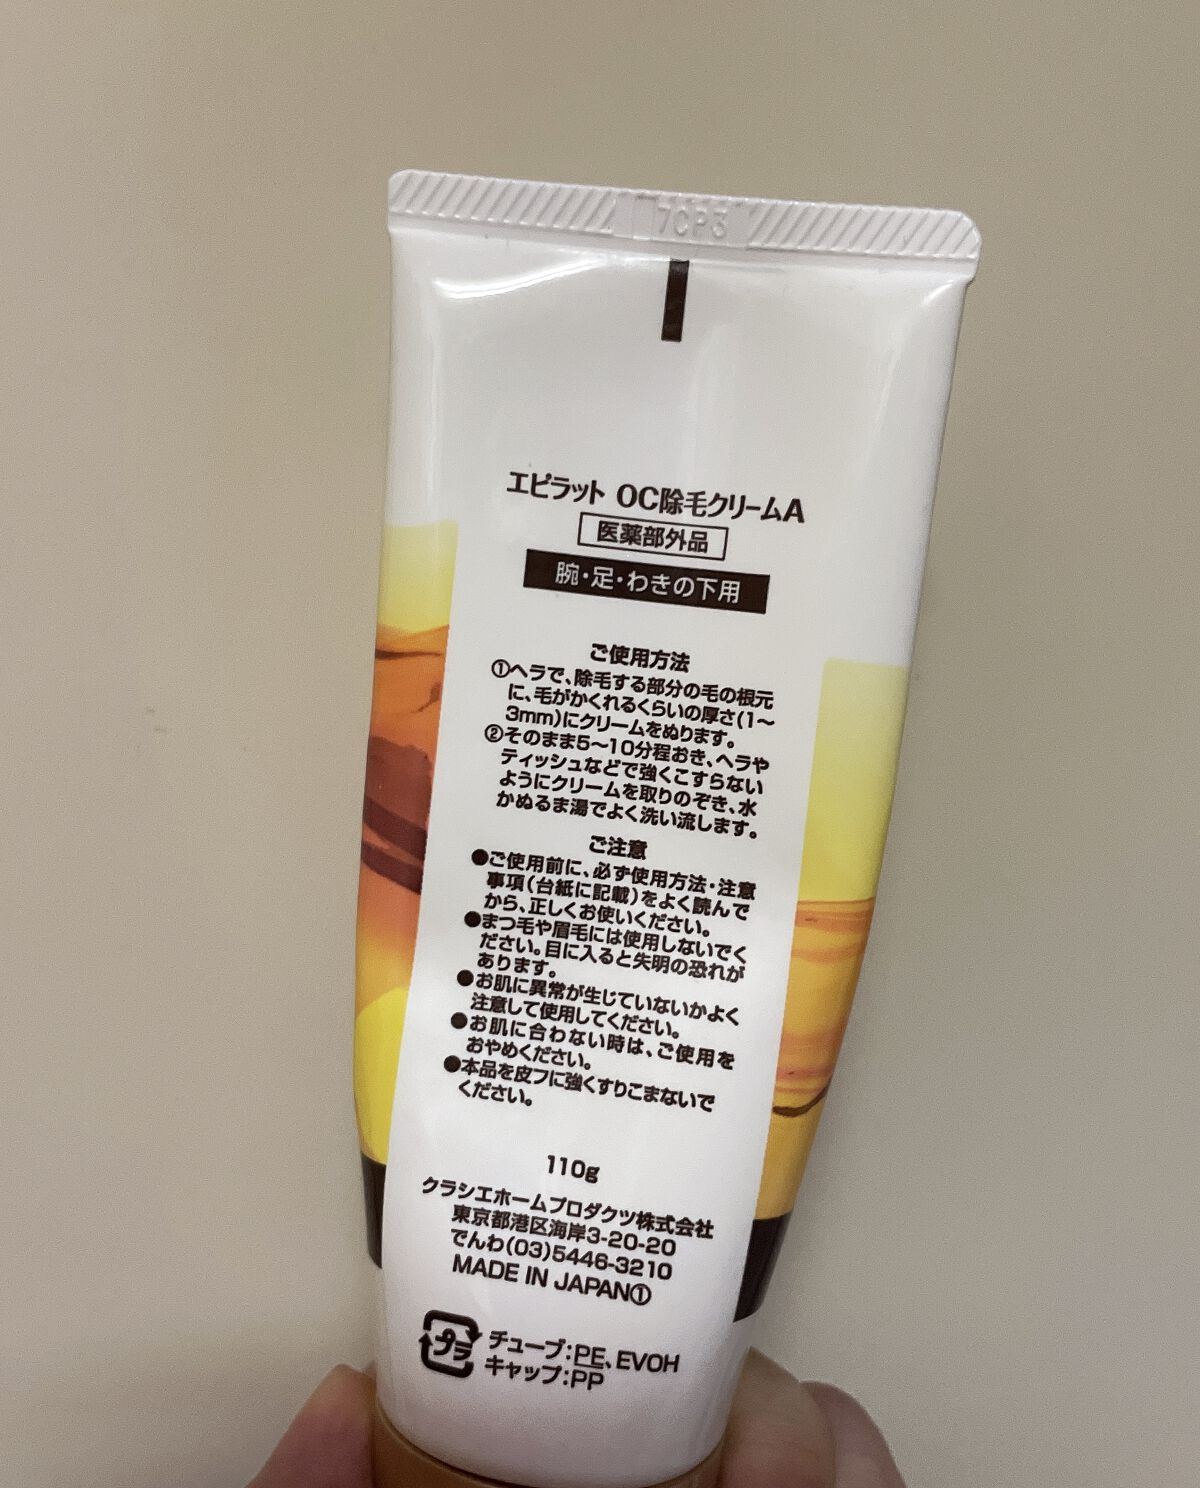 7CP3
エピラット OC除毛クリームA
医薬部外品
腕・足・わきの下用
ご使用方法
①ヘラで、除毛する部分の毛の根元
に、毛がかくれるくらいの厚さ(1〜
3mm)にクリームをぬります。
②そのまま5〜10分程おき、ヘラや
ティッシュなどで強くこすらない
ようにクリームを取りのぞき、水
かぬるま湯でよく洗い流します。
ご注意
●ご使用前に、必ず使用方法・注意
事項(台紙に記載)をよく読んで
から、正しくお使いください。
●まつ毛や眉毛には使用しないでく
ださい。目に入ると失明の恐れが
あります。
●お肌に異常が生じていないかよく
注意して使用してください。
●お肌に合わない時は、ご使用を
おやめください。
●本品を皮フに強くすりこまないで
ください。
110g
クラシエホームプロダクツ株式会社
東京都港区海岸3-20-20
でんわ(03)5446-3210
MADE IN JAPAN①
プラ
チューブ:PE、EVOH
キャップ:PP